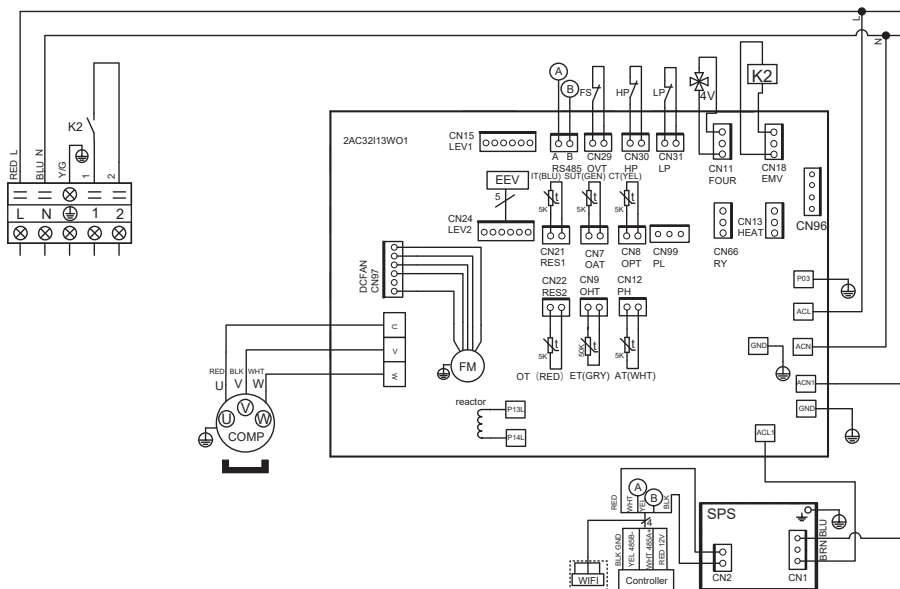 L
N
K2
RED L
BLU N
Y/G
1
2
L N 1 2
2AC32I13WO1
A
B
FS
HP
LP
4V
K2
CN15
LEV1
A B
RS485
CN29
OVT
CN30
HP
CN31
LP
CN11
FOUR
CN18
EMV
EEV
5
IT(BLU) SUT(GEN) CT(YEL)
5K
t
5K
t
5K
t
CN24
LEV2
CN21
RES1
CN7
OAT
CN8
OPT
CN99
PL
CN66
RY
CN13
HEAT
CN96
DCFAN
CN97
CN22
RES2
CN9
OHT
CN12
PH
5K
t
50K
t
5K
t
OT（RED） ET(GRY) AT(WHT)
P03
ACL
GND
ACN
ACN1
GND
ACL1
U
V
W
FM
RED BLK WHT
U V W
U
V
W
COMP
reactor
P13L
P14L
RED
WHT
A
YEL
B
BLK
4
BLK GND
YEL 485B-
WHT 485A+
RED 12V
WIFI
Controller
SPS
CN2
CN1
BRN BLU